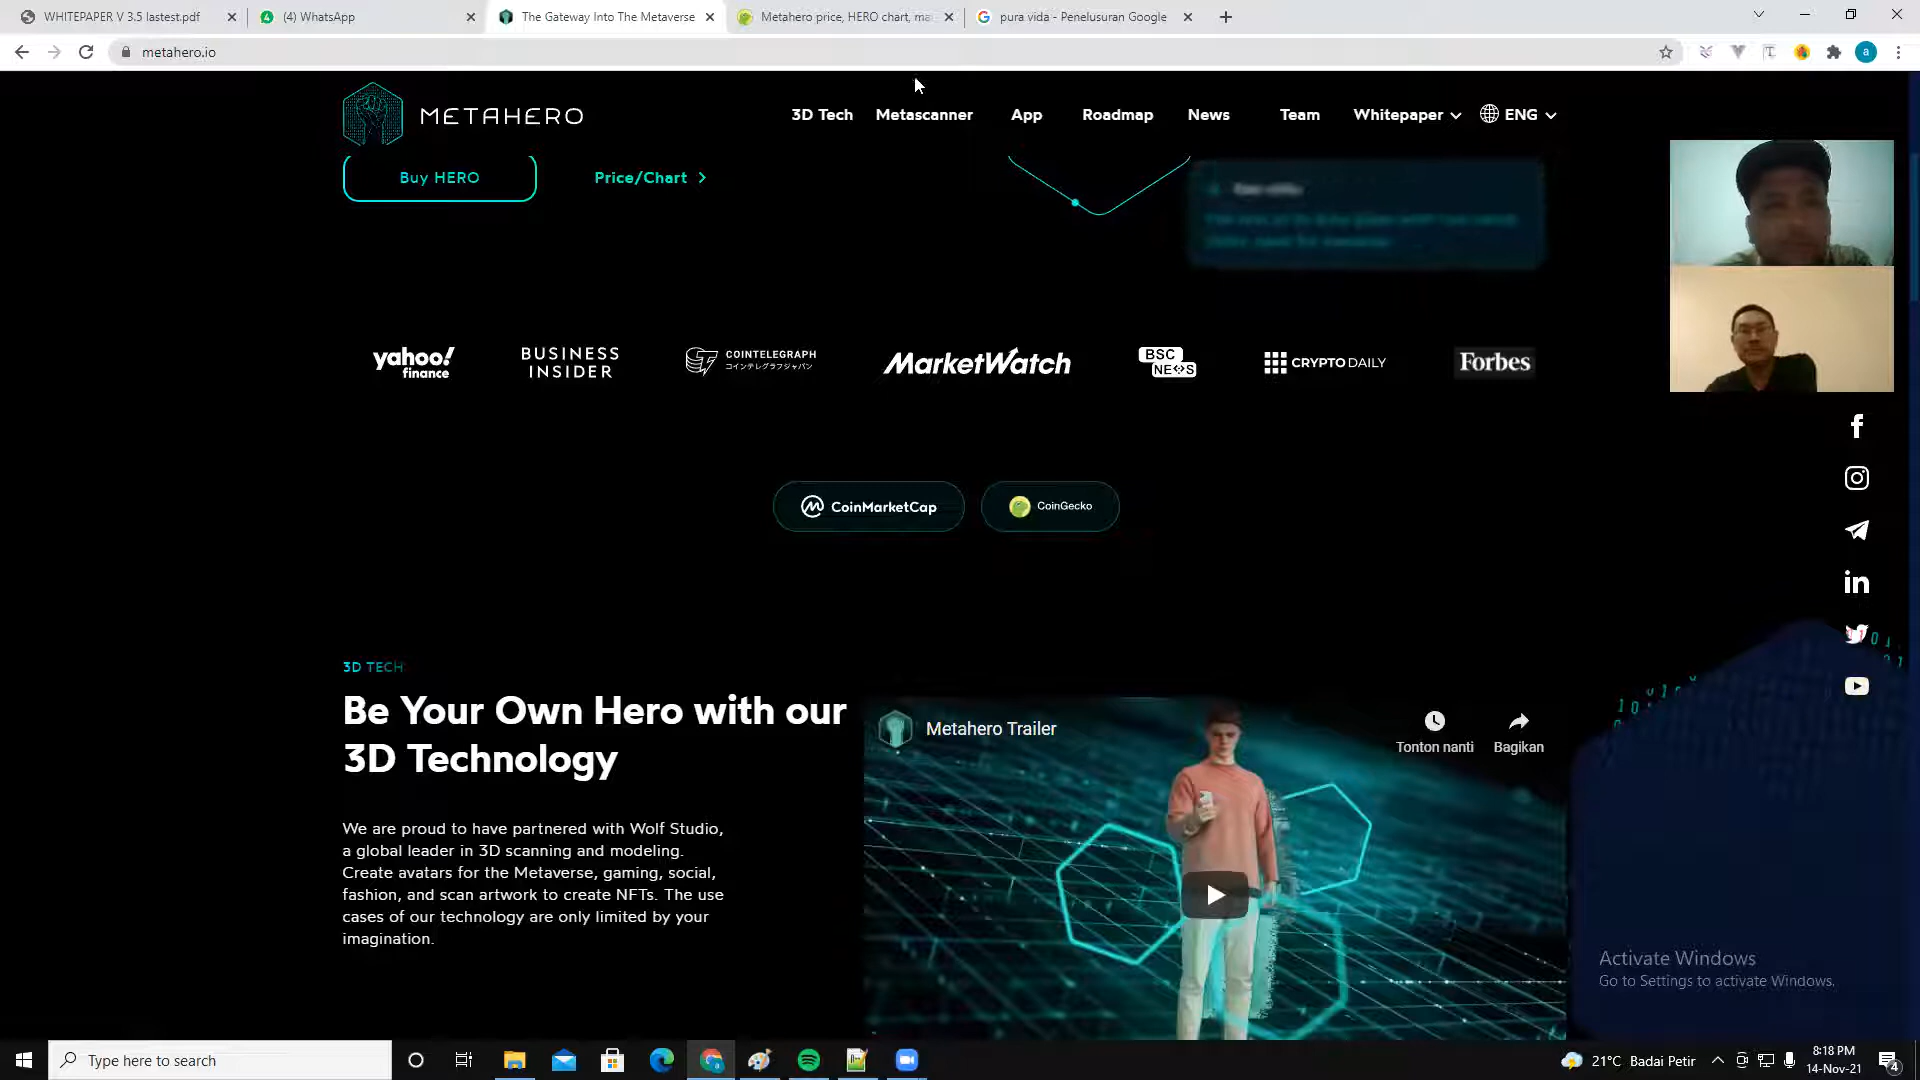 WHITEPAPER V 3.5 lastest.pdf
(4) WhatsApp
The Gateway Into The Metaverse
Metahero price, HERO chart, ma
pura vida - Penelusuran Google
metahero.io
a
METAHERO
3D Tech
Metascanner
App
Roadmap
News
Team
Whitepaper
ENG
Buy HERO
Price/Chart
yahoo!
finance
BUSINESS
INSIDER
COINTELEGRAPH
コインテレグラフジャパン
MarketWatch
BSC
NEWS
CRYPTO DAILY
Forbes
CoinMarketCap
CoinGecko
3D TECH
Be Your Own Hero with our
3D Technology
We are proud to have partnered with Wolf Studio,
a global leader in 3D scanning and modeling.
Create avatars for the Metaverse, gaming, social,
fashion, and scan artwork to create NFTs. The use
cases of our technology are only limited by your
imagination.
Metahero Trailer
Tonton nanti
Bagikan
Activate Windows
Go to Settings to activate Windows.
Type here to search
21°C Badai Petir
8:18 PM
14-Nov-21
4